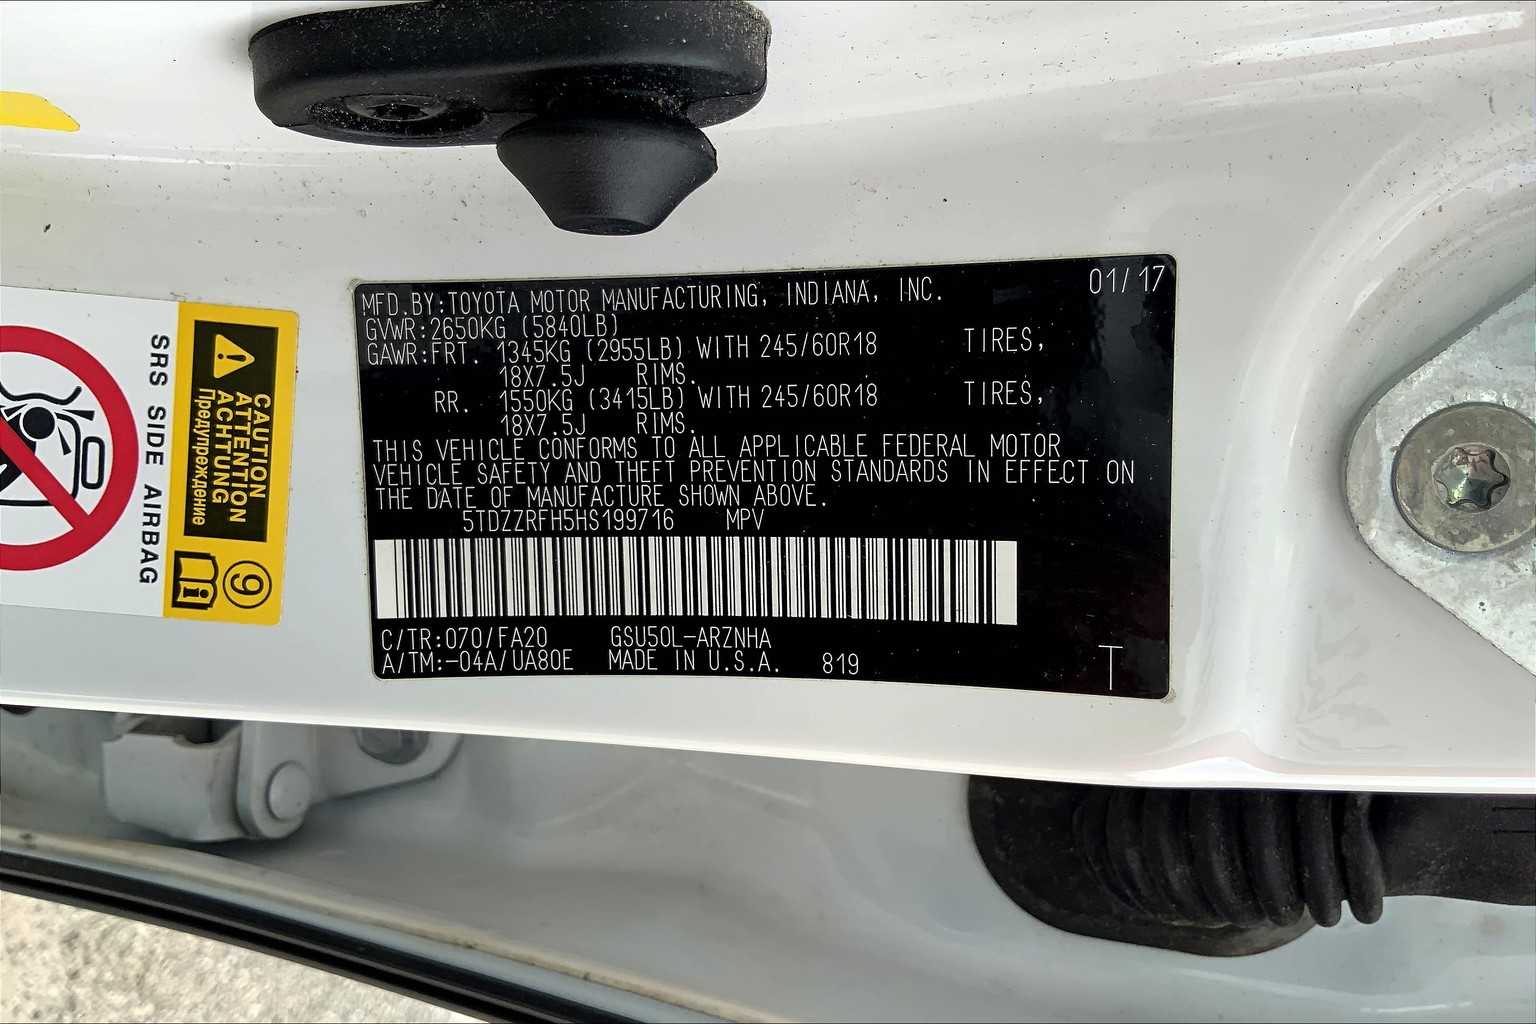 MFD.BY:TOYOTA MOTOR MANUFACTURING, INDIANA, INC. 01/17
GVWR:2650KG (5840LB)
GAWR:FRT. 1345KG (2955LB) WITH 245/60R18 TIRES,
18X7.5J RIMS.
RR. 1550KG (3415LB) WITH 245/60R18 TIRES,
18X7.5J RIMS.
THIS VEHICLE CONFORMS TO ALL APPLICABLE FEDERAL MOTOR
VEHICLE SAFETY AND THEFT PREVENTION STANDARDS IN EFFECT ON
THE DATE OF MANUFACTURE SHOWN ABOVE.
5TDZZRFH5HS199716 MPV
C/TR:070/FA20 GSU50L-ARZNHA
A/TM:-04A/UA80E MADE IN U.S.A. 819
T
CAUTION
ATTENTION
ACHTUNG
Предупреждение
9
i
SRS SIDE AIRBAG